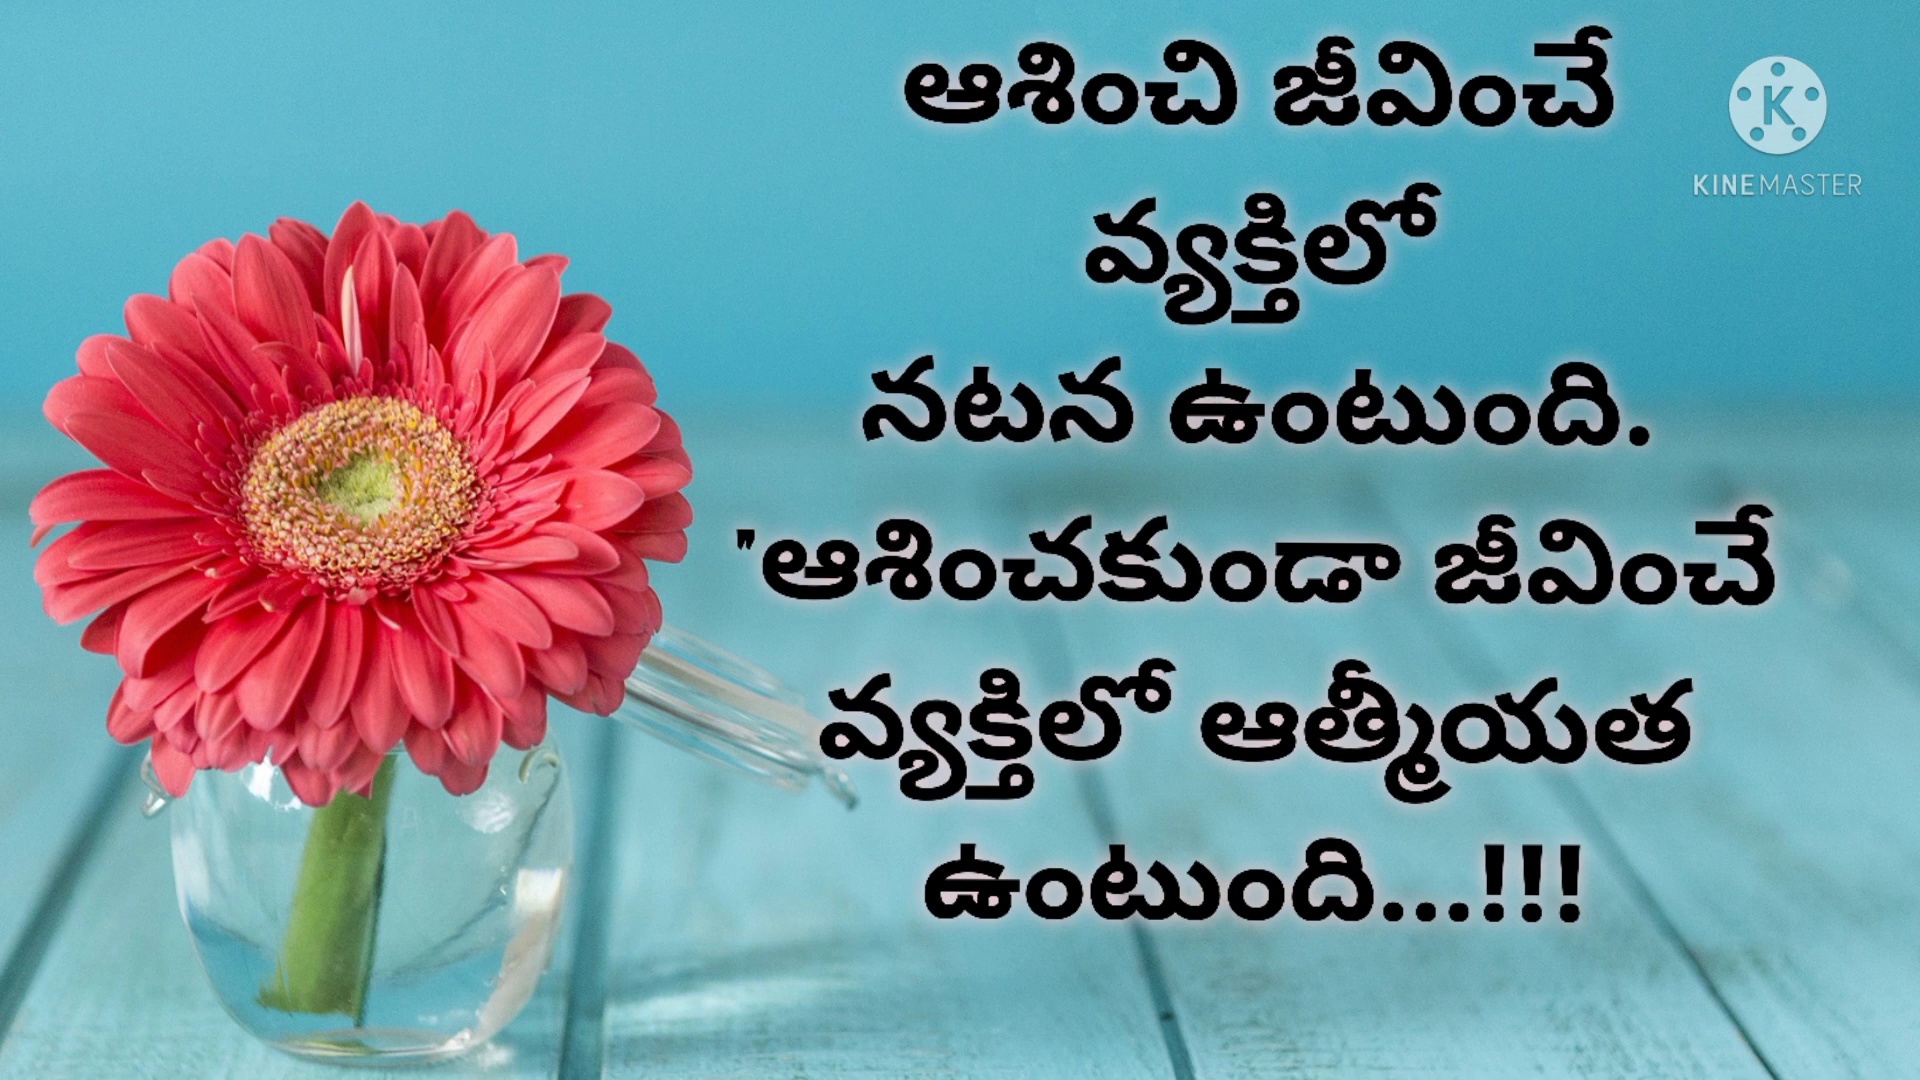 ఆశించి జీవించే
వ్యక్తిలో
నటన ఉంటుంది.
"ఆశించకుండా జీవించే
వ్యక్తిలో ఆత్మీయత
ఉంటుంది...!!!
K
KINEMASTER